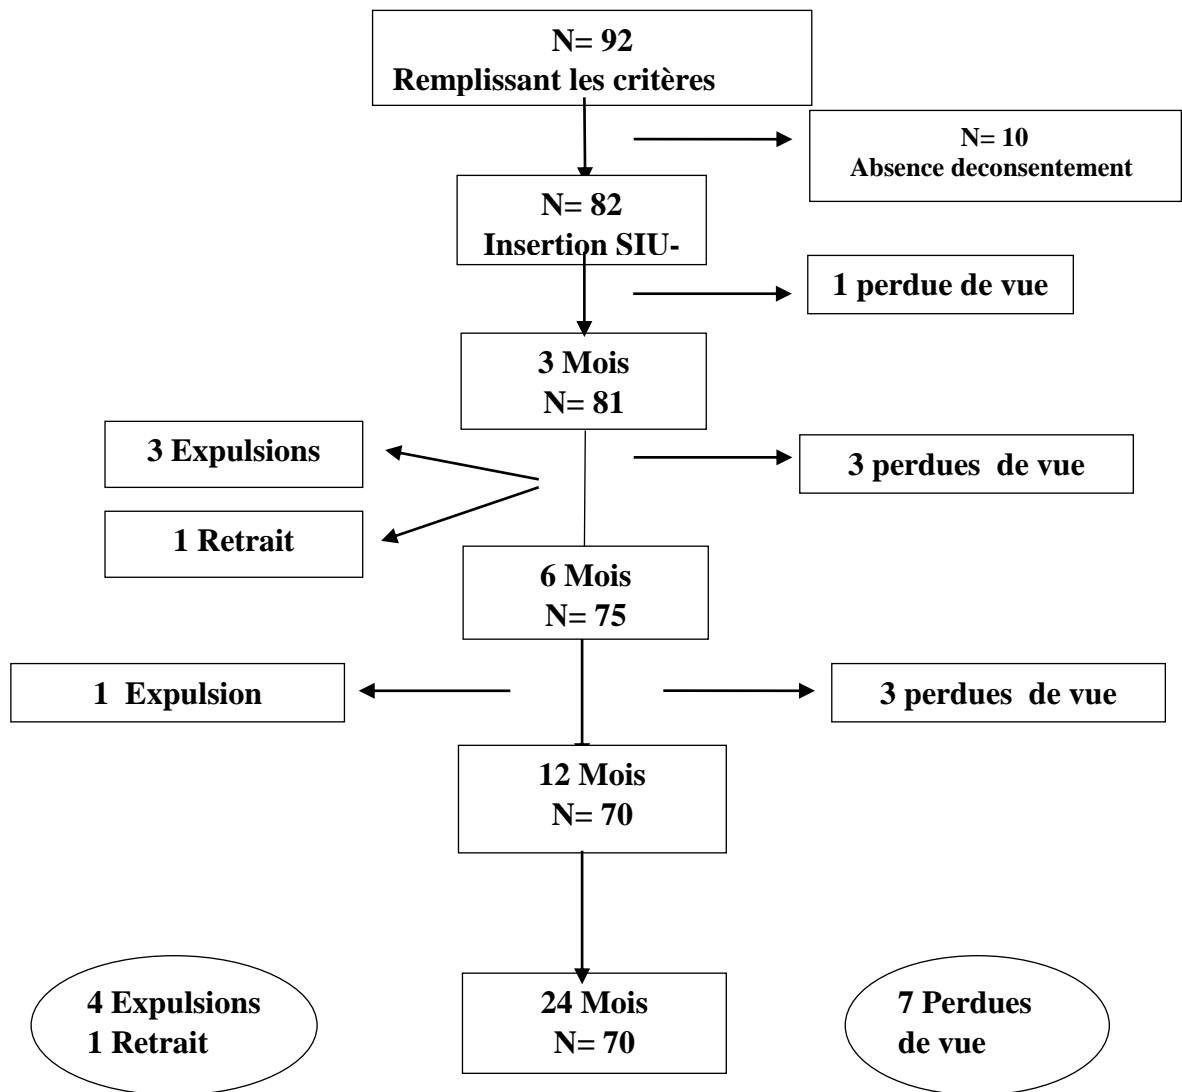 N= 92
Remplissant les critères
N= 10
Absence deconsentement
N= 82
Insertion SIU-
1 perdue de vue
3 Mois
N= 81
3 Expulsions
3 perdues de vue
1 Retrait
6 Mois
N= 75
1 Expulsion
3 perdues de vue
12 Mois
N= 70
4 Expulsions
1 Retrait
24 Mois
N= 70
7 Perdues
de vue